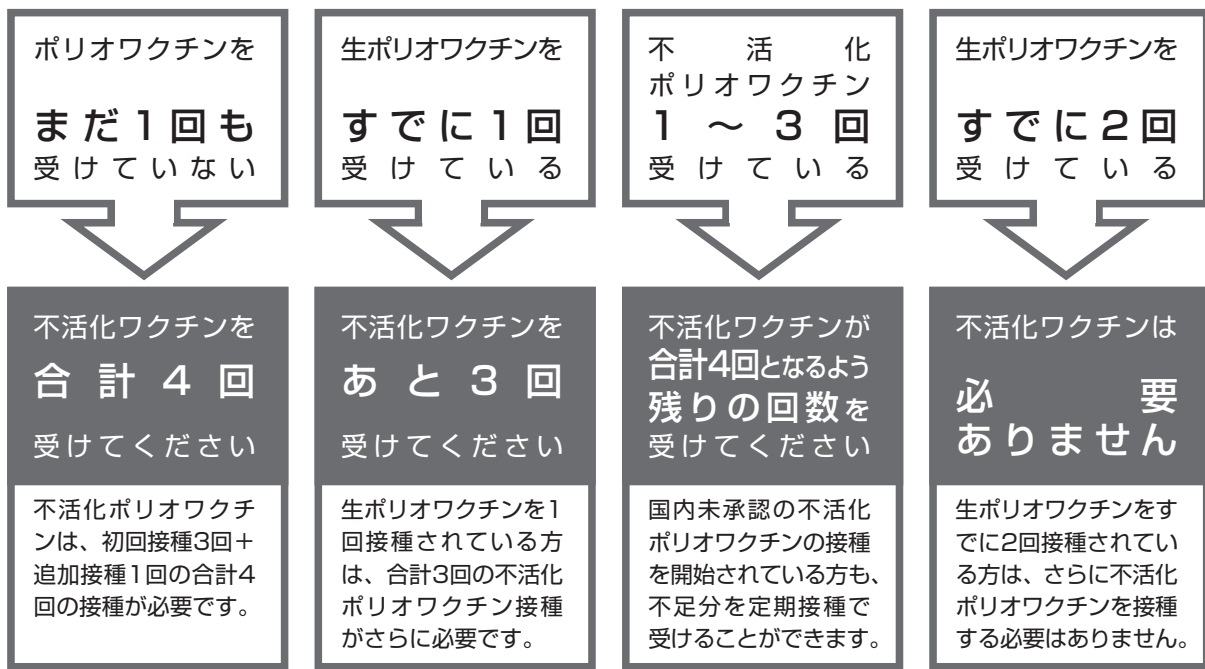 ポリオワクチンを
まだ1回も
受けていない
不活化ワクチンを
合計4回
受けてください
不活化ポリオワクチ
ンは、初回接種3回＋
追加接種1回の合計4
回の接種が必要です。
生ポリオワクチンを
すでに1回
受けている
不活化ワクチンを
あと3回
受けてください
生ポリオワクチンを1
回接種されている方
は、合計3回の不活化
ポリオワクチン接種
がさらに必要です。
不活化
ポリオワクチン
1～3回
受けている
不活化ワクチンが
合計4回となるよう
残りの回数を
受けてください
国内未承認の不活化
ポリオワクチンの接種
を開始されている方も、
不足分を定期接種で
受けることができます。
生ポリオワクチンを
すでに2回
受けている
不活化ワクチンは
必要
ありません
生ポリオワクチンをす
でに2回接種されてい
る方は、さらに不活化
ポリオワクチンを接種
する必要はありません。